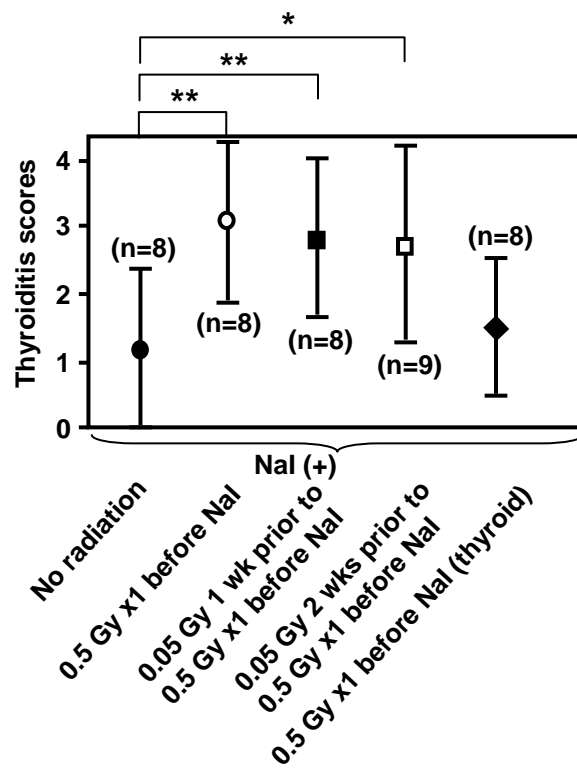 *
**
**
Thyroiditis scores
4
3
2
1
0
(n=8)
(n=8)
(n=8)
(n=9)
(n=8)
NaI (+)
No radiation
0.5 Gy x1 before NaI
0.05 Gy 1 wk prior to
0.5 Gy x1 before NaI
0.05 Gy 2 wks prior to
0.5 Gy x1 before NaI
0.5 Gy x1 before NaI (thyroid)